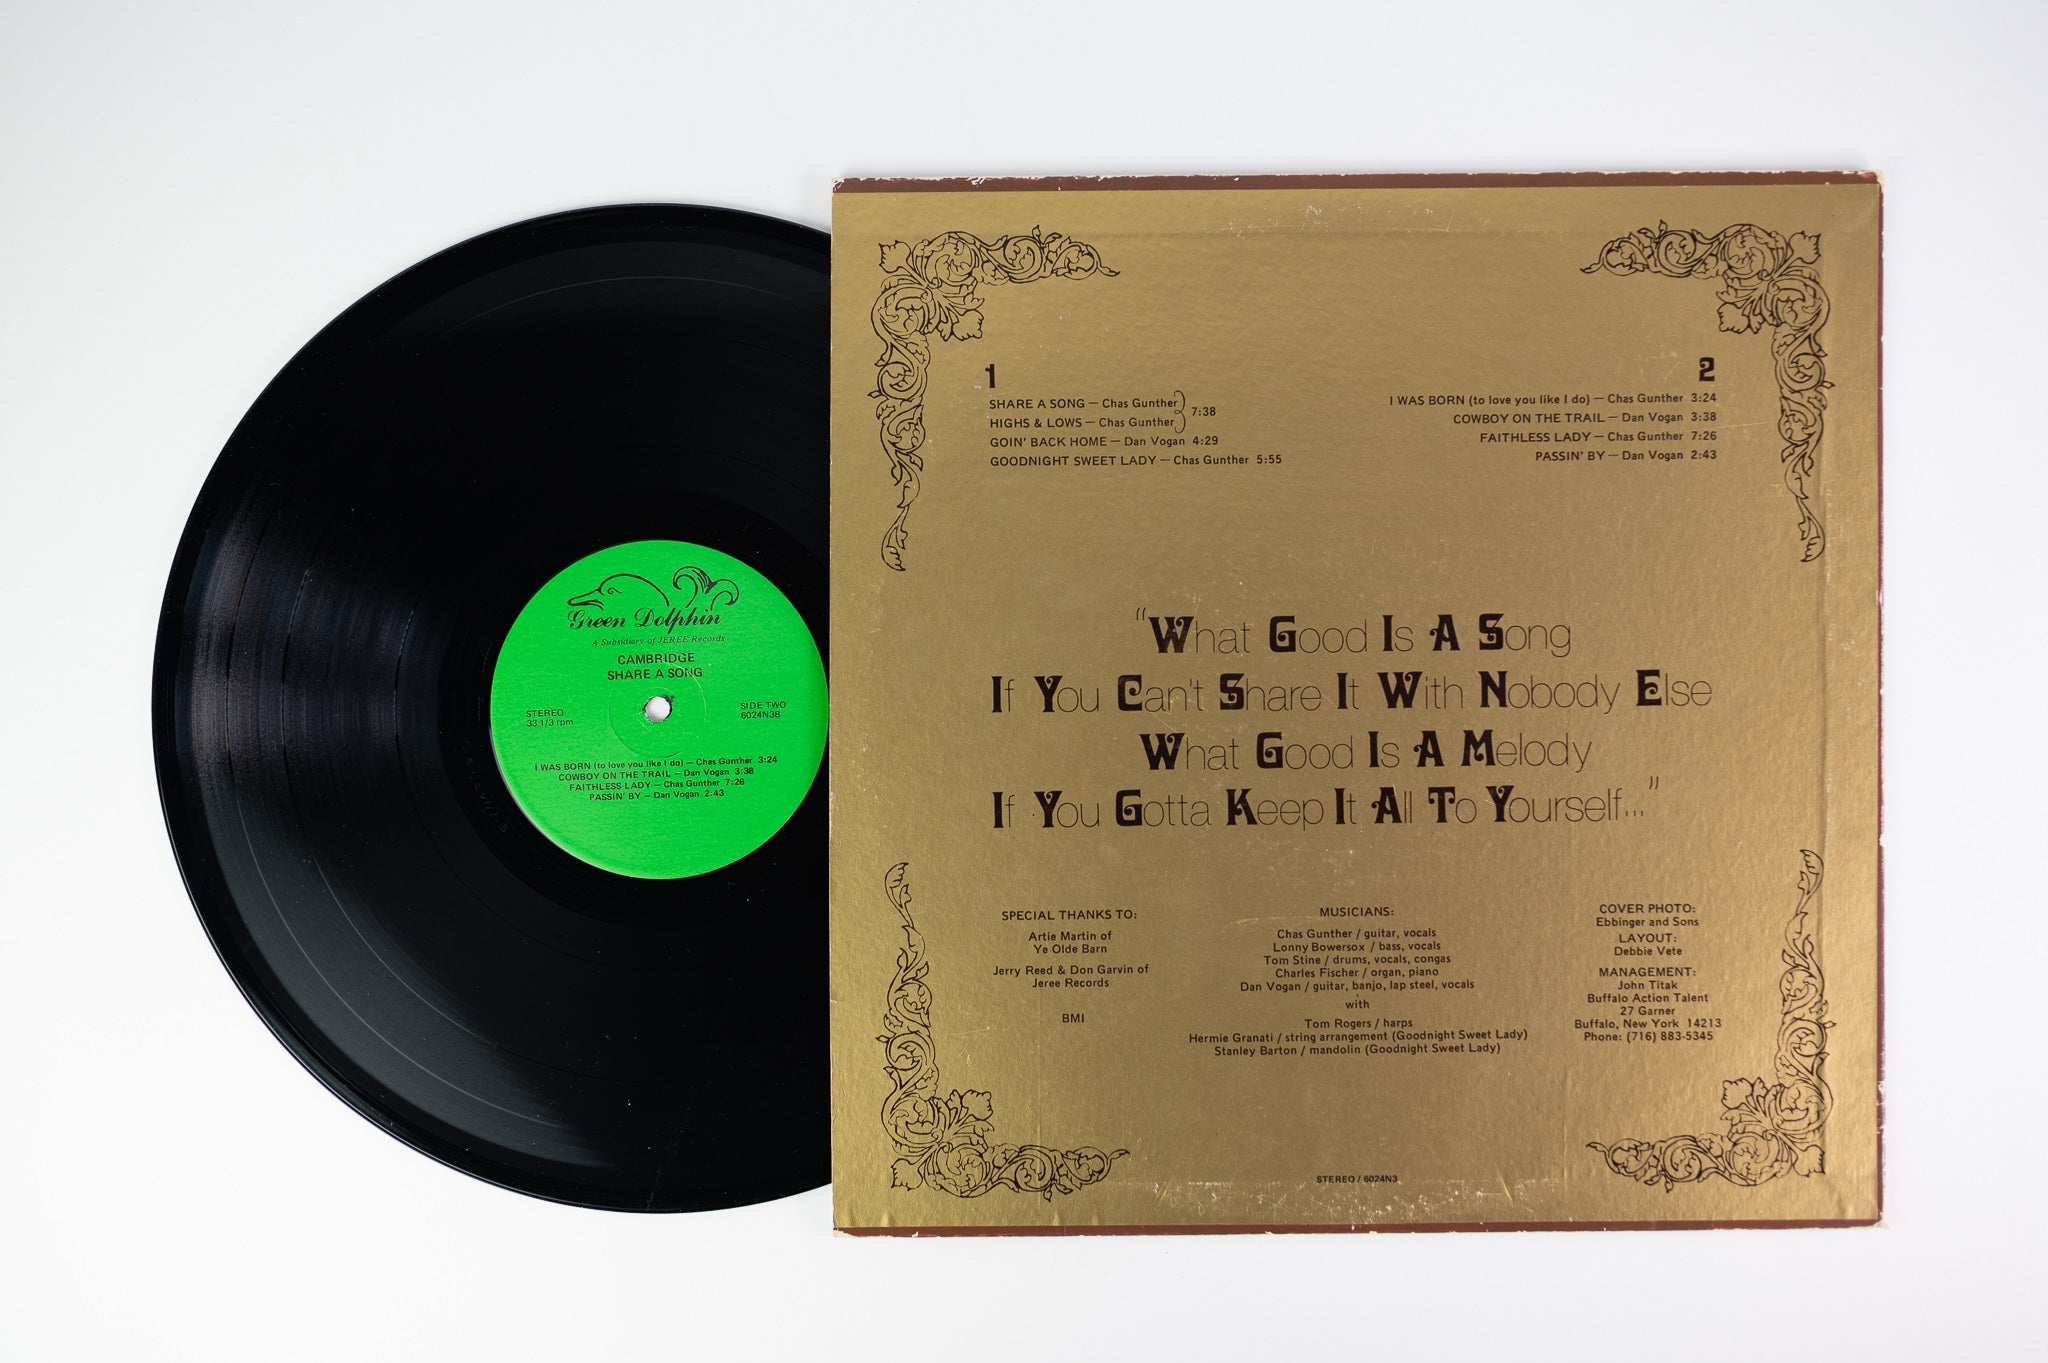 Green Dolphin
A Subsidiary of JEREE Records
CAMBRIDGE
SHARE A SONG
STEREO
33 1/3 rpm
SIDE TWO
6024N3B
I WAS BORN (to love you like I do) — Chas Gunther 3:24
COWBOY ON THE TRAIL — Dan Vogan 3:38
FAITHLESS LADY — Chas Gunther 7:26
PASSIN' BY — Dan Vogan 2:43
1
SHARE A SONG — Chas Gunther
HIGHS & LOWS — Chas Gunther
7:38
GOIN' BACK HOME — Dan Vogan 4:29
GOODNIGHT SWEET LADY — Chas Gunther 5:55
2
I WAS BORN (to love you like I do) — Chas Gunther 3:24
COWBOY ON THE TRAIL — Dan Vogan 3:38
FAITHLESS LADY — Chas Gunther 7:26
PASSIN' BY — Dan Vogan 2:43
"What Good Is A Song
If You Can't Share It With Nobody Else
What Good Is A Melody
If You Gotta Keep It All To Yourself..."
SPECIAL THANKS TO:
Artie Martin of
Ye Olde Barn
Jerry Reed & Don Garvin of
Jeree Records
BMI
MUSICIANS:
Chas Gunther / guitar, vocals
Lonny Bowersox / bass, vocals
Tom Stine / drums, vocals, congas
Charles Fischer / organ, piano
Dan Vogan / guitar, banjo, lap steel, vocals
with
Tom Rogers / harps
Hermie Granati / string arrangement (Goodnight Sweet Lady)
Stanley Barton / mandolin (Goodnight Sweet Lady)
COVER PHOTO:
Ebbinger and Sons
LAYOUT:
Debbie Vete
MANAGEMENT:
John Titak
Buffalo Action Talent
27 Garner
Buffalo, New York 14213
Phone: (716) 883-5345
STEREO / 6024N3